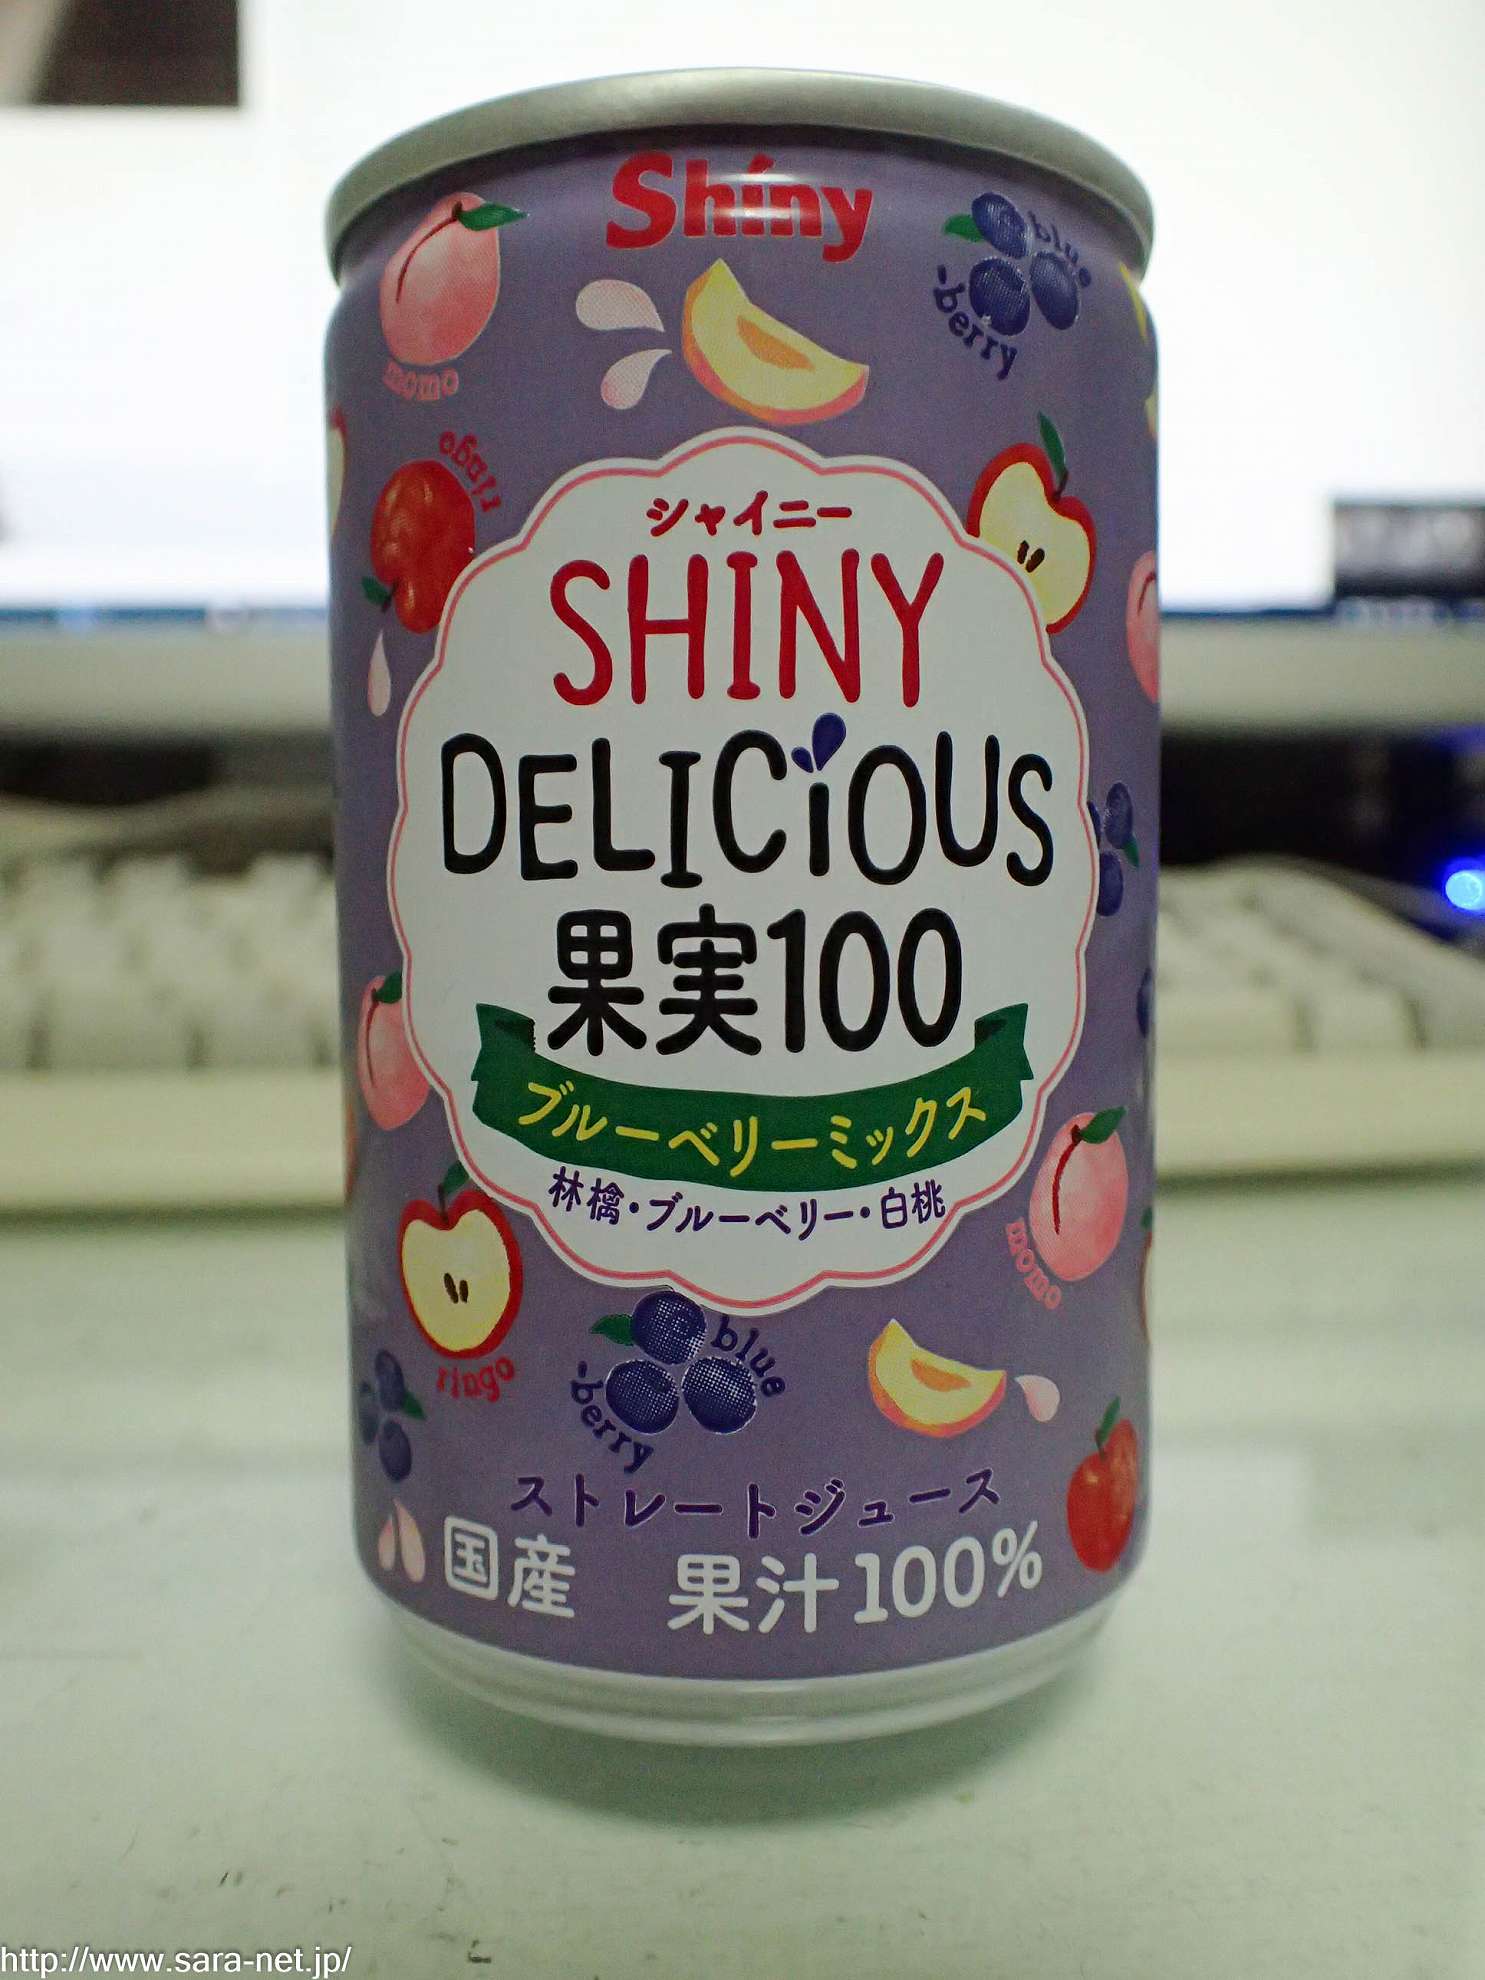 Shiny
momo
blue
-berry
ringo
シャイニー
SHINY
DELICiOUS
果実100
ブルーベリーミックス
林檎・ブルーベリー・白桃
momo
ringo
blue
-berry
ストレートジュース
国産 果汁100%
http://www.sara-net.jp/